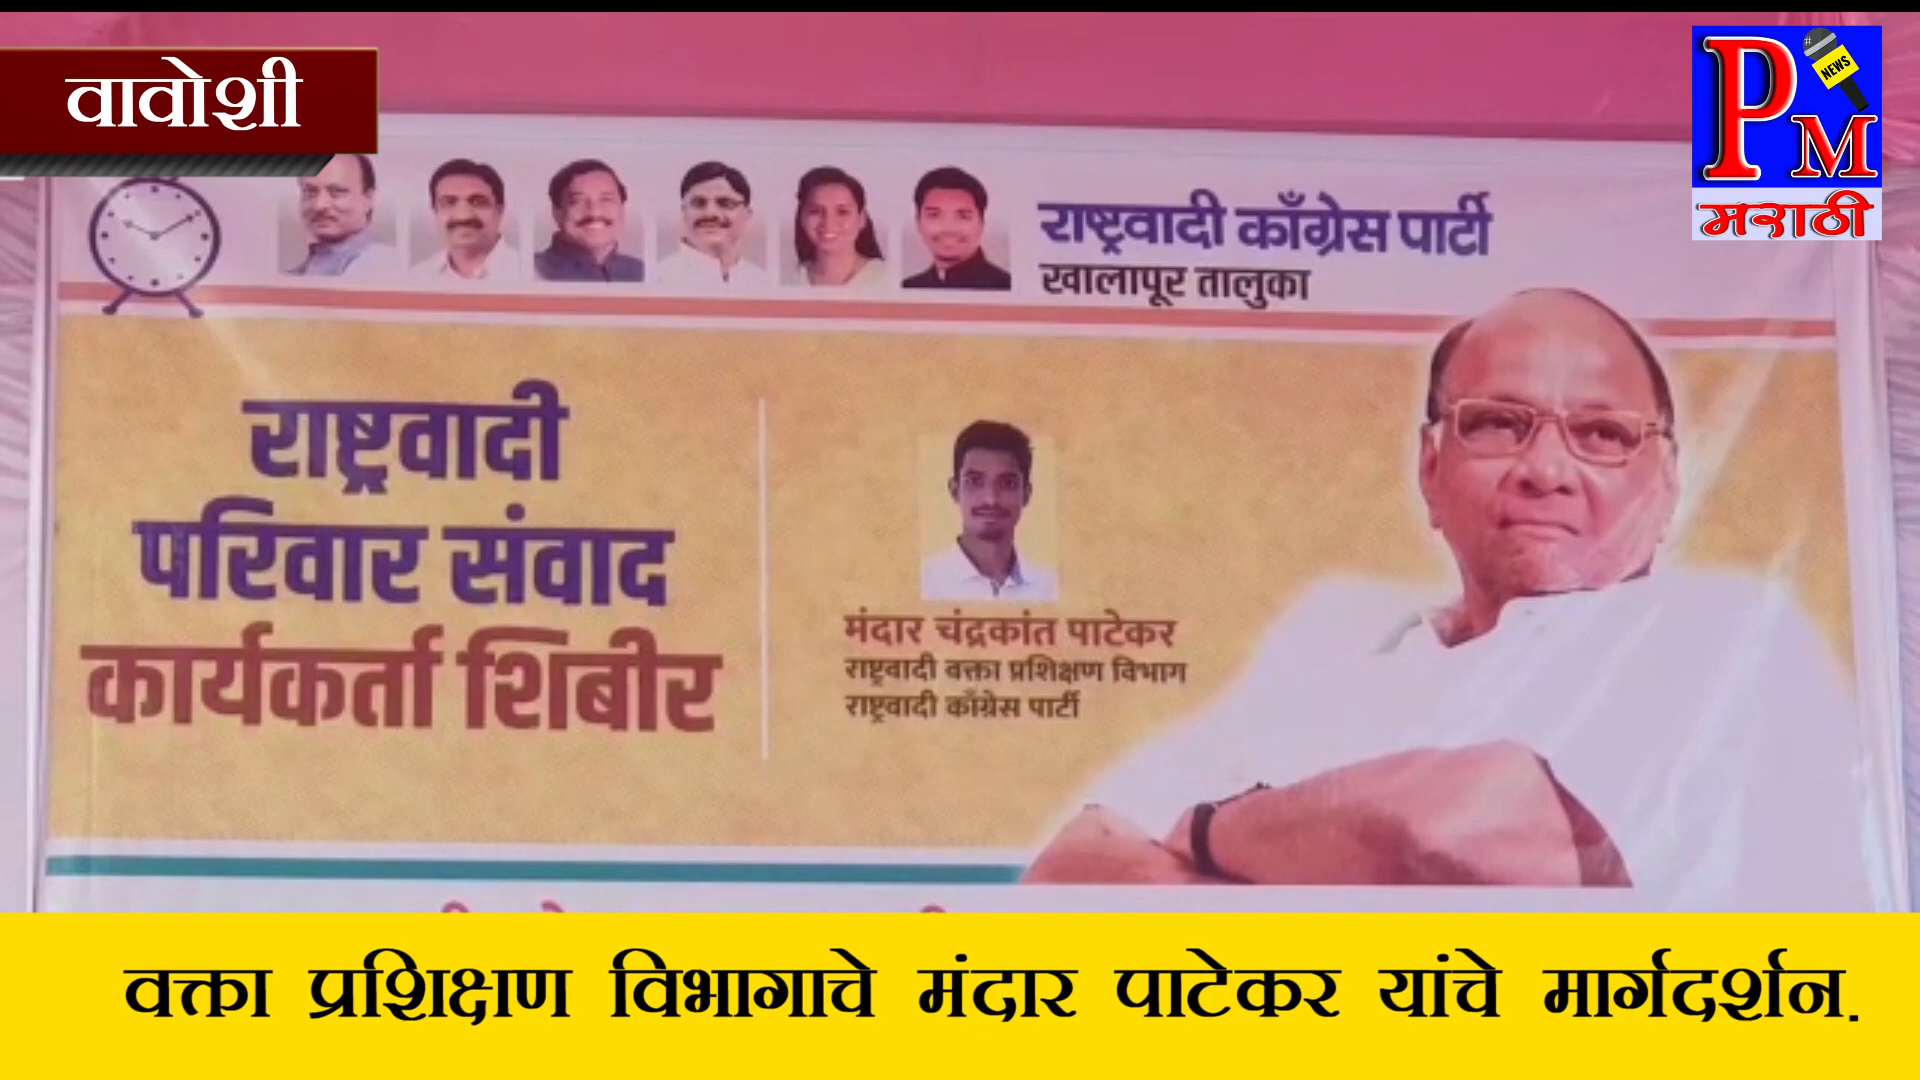 वावोशी
PM
NEWS
मराठी
राष्ट्रवादी काँग्रेस पार्टी
खालापूर तालुका
राष्ट्रवादी
परिवार संवाद
कार्यकर्ता शिबीर
मंदार चंद्रकांत पाटेकर
राष्ट्रवादी वक्ता प्रशिक्षण विभाग
राष्ट्रवादी काँग्रेस पार्टी
वक्ता प्रशिक्षण विभागाचे मंदार पाटेकर यांचे मार्गदर्शन.